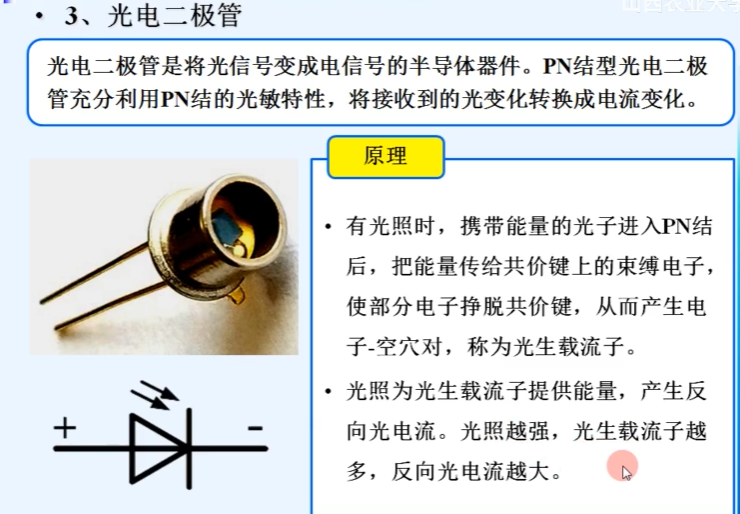 • 3、光电二极管
光电二极管是将光信号变成电信号的半导体器件。PN结型光电二极
管充分利用PN结的光敏特性，将接收到的光变化转换成电流变化。
原理
• 有光照时，携带能量的光子进入PN结
后，把能量传给共价键上的束缚电子，
使部分电子挣脱共价键，从而产生电
子-空穴对，称为光生载流子。
• 光照为光生载流子提供能量，产生反
向光电流。光照越强，光生载流子越
多，反向光电流越大。
+ -